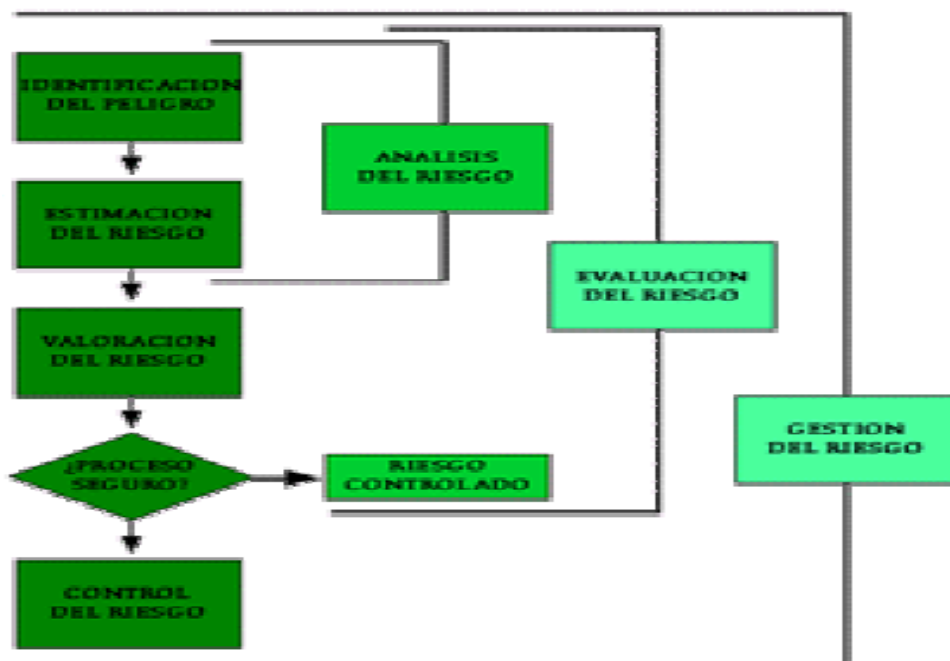 IDENTIFICACION
DEL PELIGRO
ANALISIS
DEL RIESGO
ESTIMACION
DEL RIESGO
EVALUACION
DEL RIESGO
VALORACION
DEL RIESGO
GESTION
DEL RIESGO
¿PROCESO
SEGURO?
RIESGO
CONTROLADO
CONTROL
DEL RIESGO